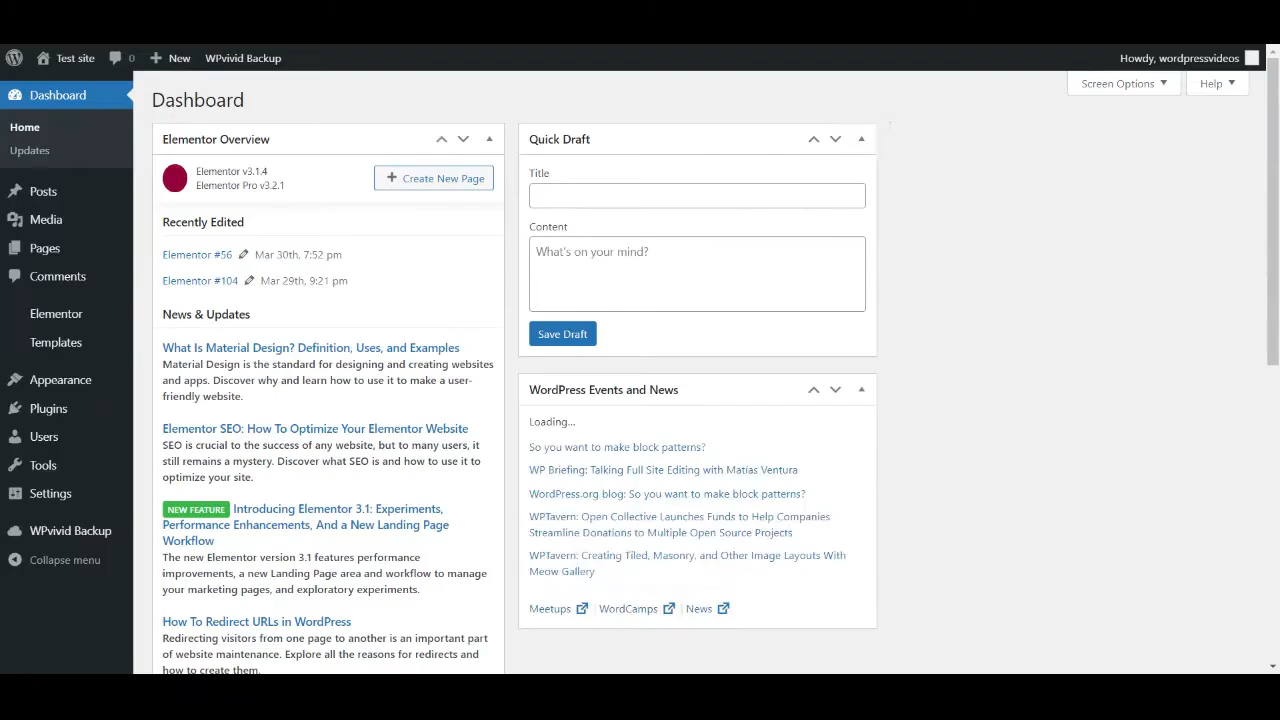 Test site
0
New
WPvivid Backup
Howdy, wordpressvideos
Dashboard
Home
Updates
Posts
Media
Pages
Comments
Elementor
Templates
Appearance
Plugins
Users
Tools
Settings
WPvivid Backup
Collapse menu
Screen Options
Help
Dashboard
Elementor Overview
Elementor v3.1.4
Elementor Pro v3.2.1
Create New Page
Recently Edited
Elementor #56 Mar 30th, 7:52 pm
Elementor #104 Mar 29th, 9:21 pm
News & Updates
What Is Material Design? Definition, Uses, and Examples
Material Design is the standard for designing and creating websites
and apps. Discover why and learn how to use it to make a user-
friendly website.
Elementor SEO: How To Optimize Your Elementor Website
SEO is crucial to the success of any website, but to many users, it
still remains a mystery. Discover what SEO is and how to use it to
optimize your site.
NEW FEATURE Introducing Elementor 3.1: Experiments,
Performance Enhancements, And a New Landing Page
Workflow
The new Elementor version 3.1 features performance
improvements, a new Landing Page area and workflow to manage
your marketing pages, and exploratory experiments.
How To Redirect URLs in WordPress
Redirecting visitors from one page to another is an important part
of website maintenance. Explore all the reasons for redirects and
how to create them.
Quick Draft
Title
Content
What's on your mind?
Save Draft
WordPress Events and News
Loading...
So you want to make block patterns?
WP Briefing: Talking Full Site Editing with Matías Ventura
WordPress.org blog: So you want to make block patterns?
WPTavern: Open Collective Launches Funds to Help Companies
Streamline Donations to Multiple Open Source Projects
WPTavern: Creating Tiled, Masonry, and Other Image Layouts With
Meow Gallery
Meetups | WordCamps | News